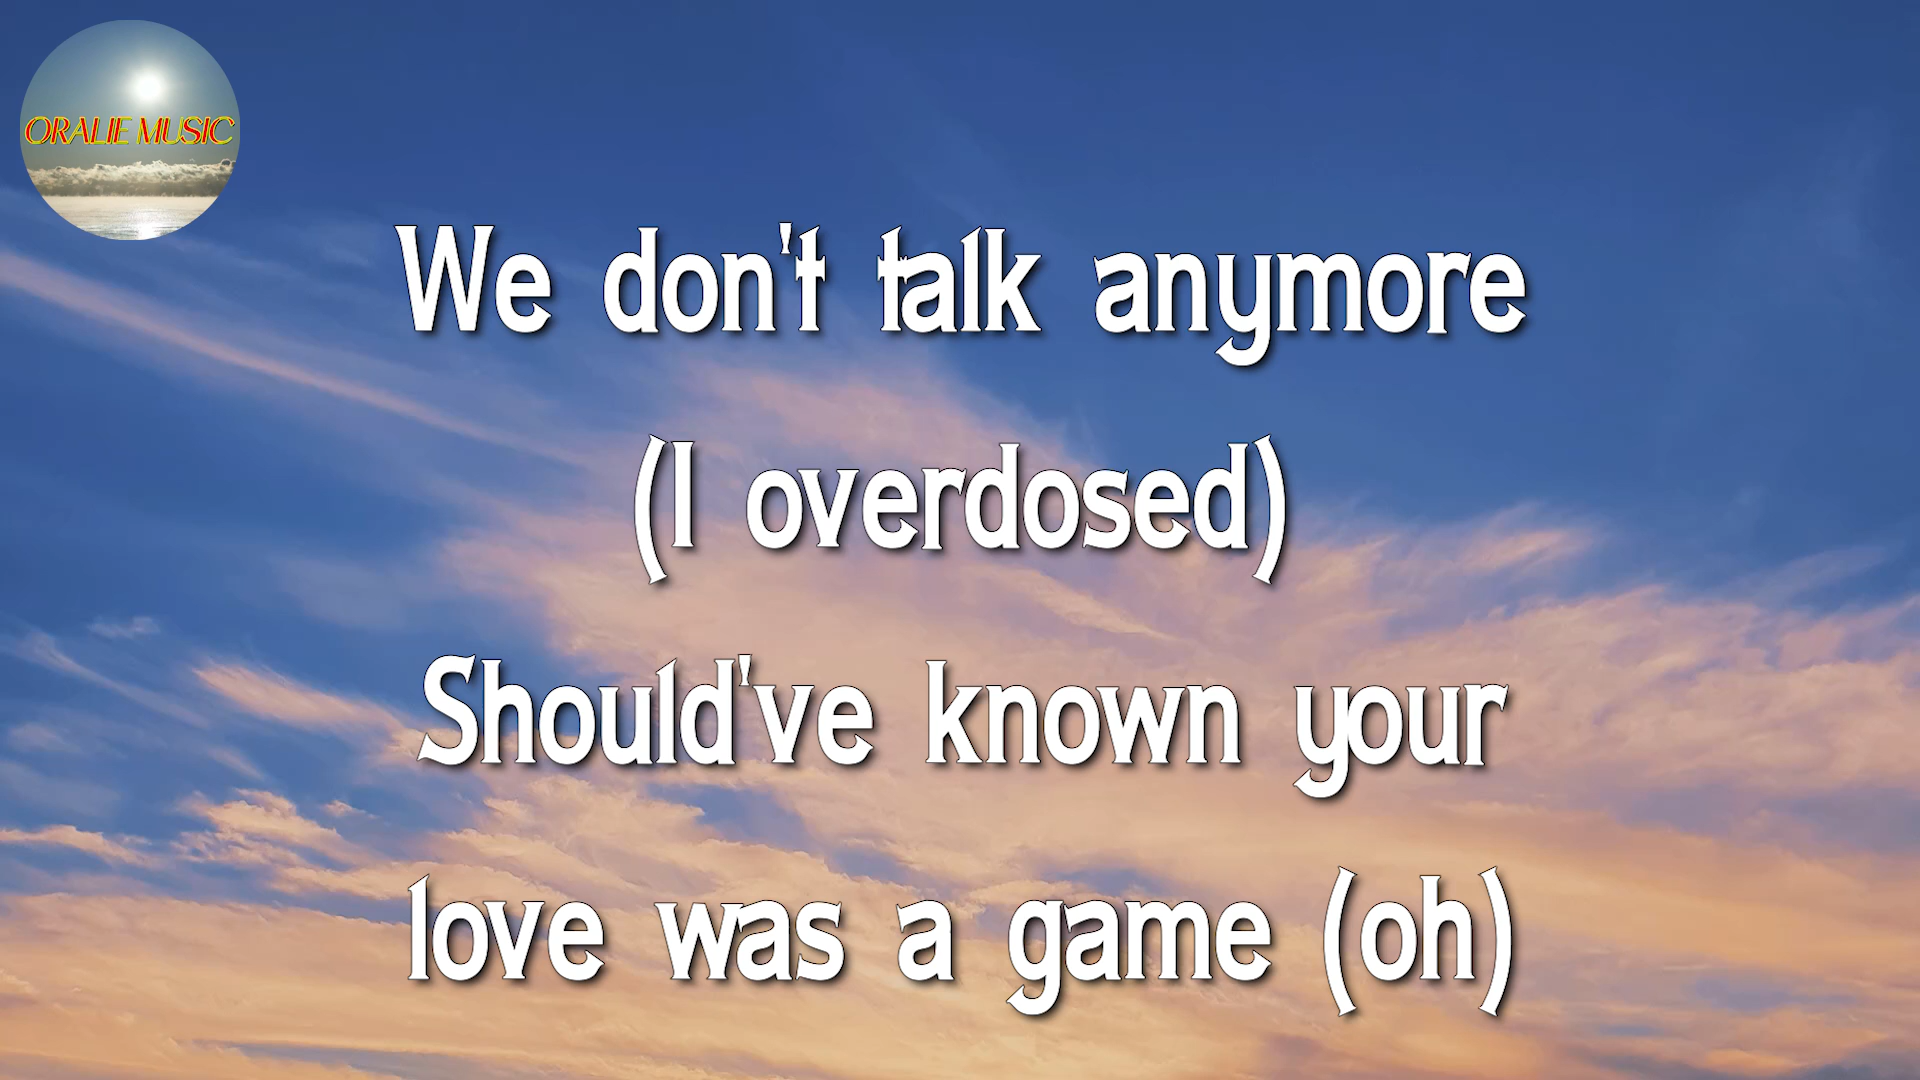 ORALIE MUSIC
We don't talk anymore
(I overdosed)
Should've known your
love was a game (oh)